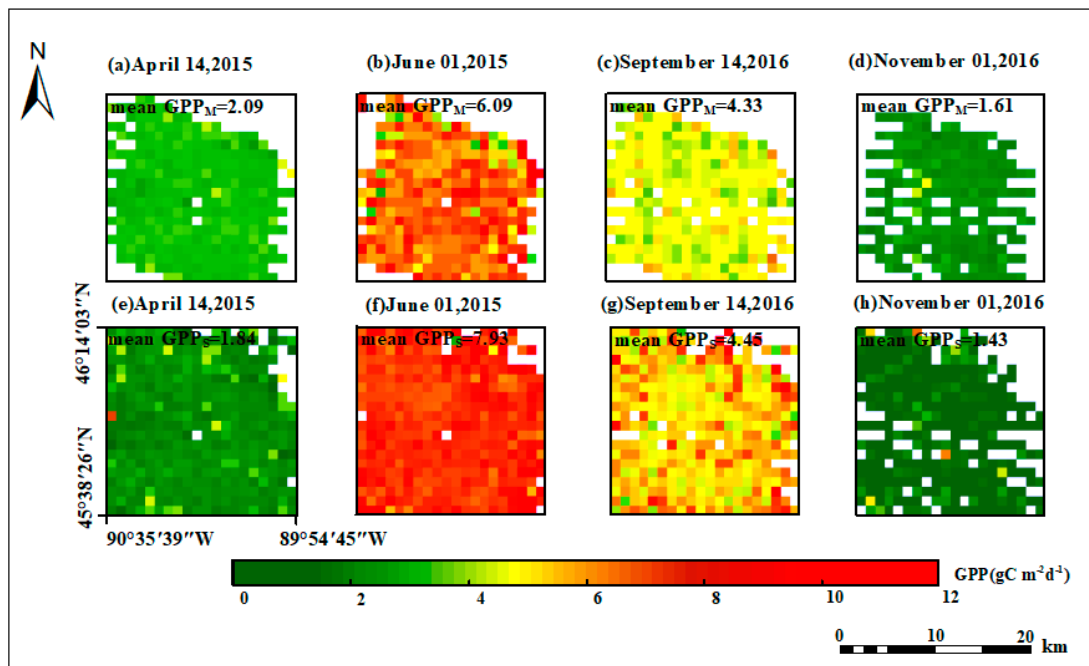 N
(a)April 14,2015
(b)June 01,2015
(c)September 14,2016
(d)November 01,2016
mean GPPM=2.09
mean GPPM=6.09
mean GPPM=4.33
mean GPPM=1.61
(e)April 14,2015
(f)June 01,2015
(g)September 14,2016
(h)November 01,2016
mean GPPS=1.84
mean GPPS=7.93
mean GPPS=4.45
mean GPPS=1.43
46°14′03″N
45°38′26″N
90°35′39″W
89°54′45″W
GPP(gC m-2d-1)
0 2 4 6 8 10 12
0 10 20 km